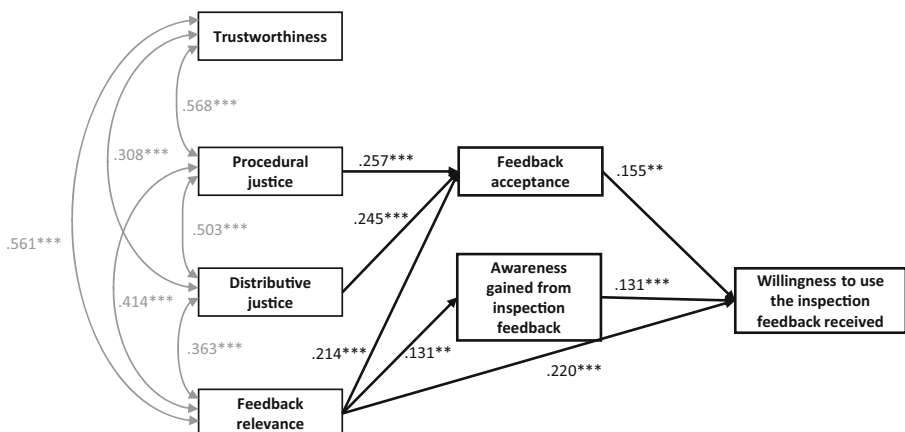 Trustworthiness
.568***
.308***
Procedural
justice
.257***
Feedback
acceptance
.155**
.503***
.245***
.561***
Distributive
justice
Awareness
gained from
inspection
feedback
.131***
Willingness to use
the inspection
feedback received
.414***
.363***
.214***
.131**
.220***
Feedback
relevance